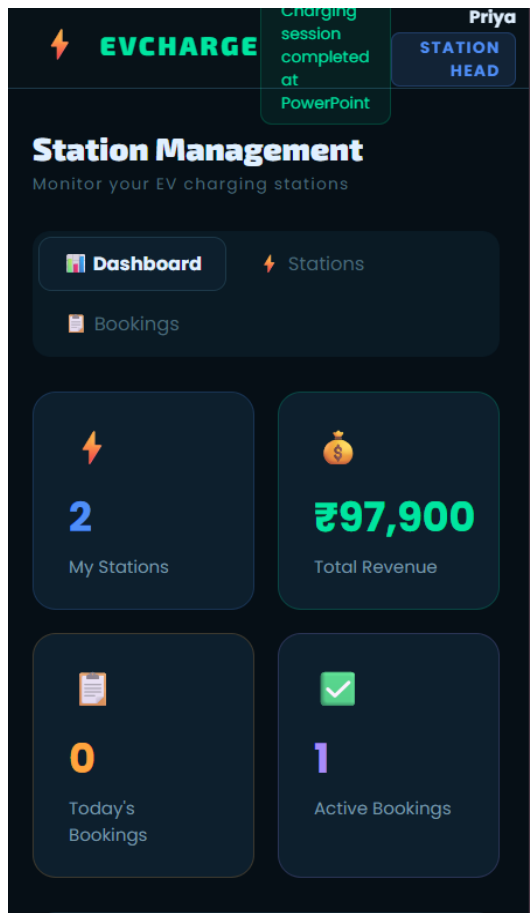 EVCHARGE
Charging
session
completed
at
PowerPoint
Priya
STATION
HEAD
Station Management
Monitor your EV charging stations
Dashboard
Stations
Bookings
2
My Stations
₹97,900
Total Revenue
0
Today's
Bookings
1
Active Bookings